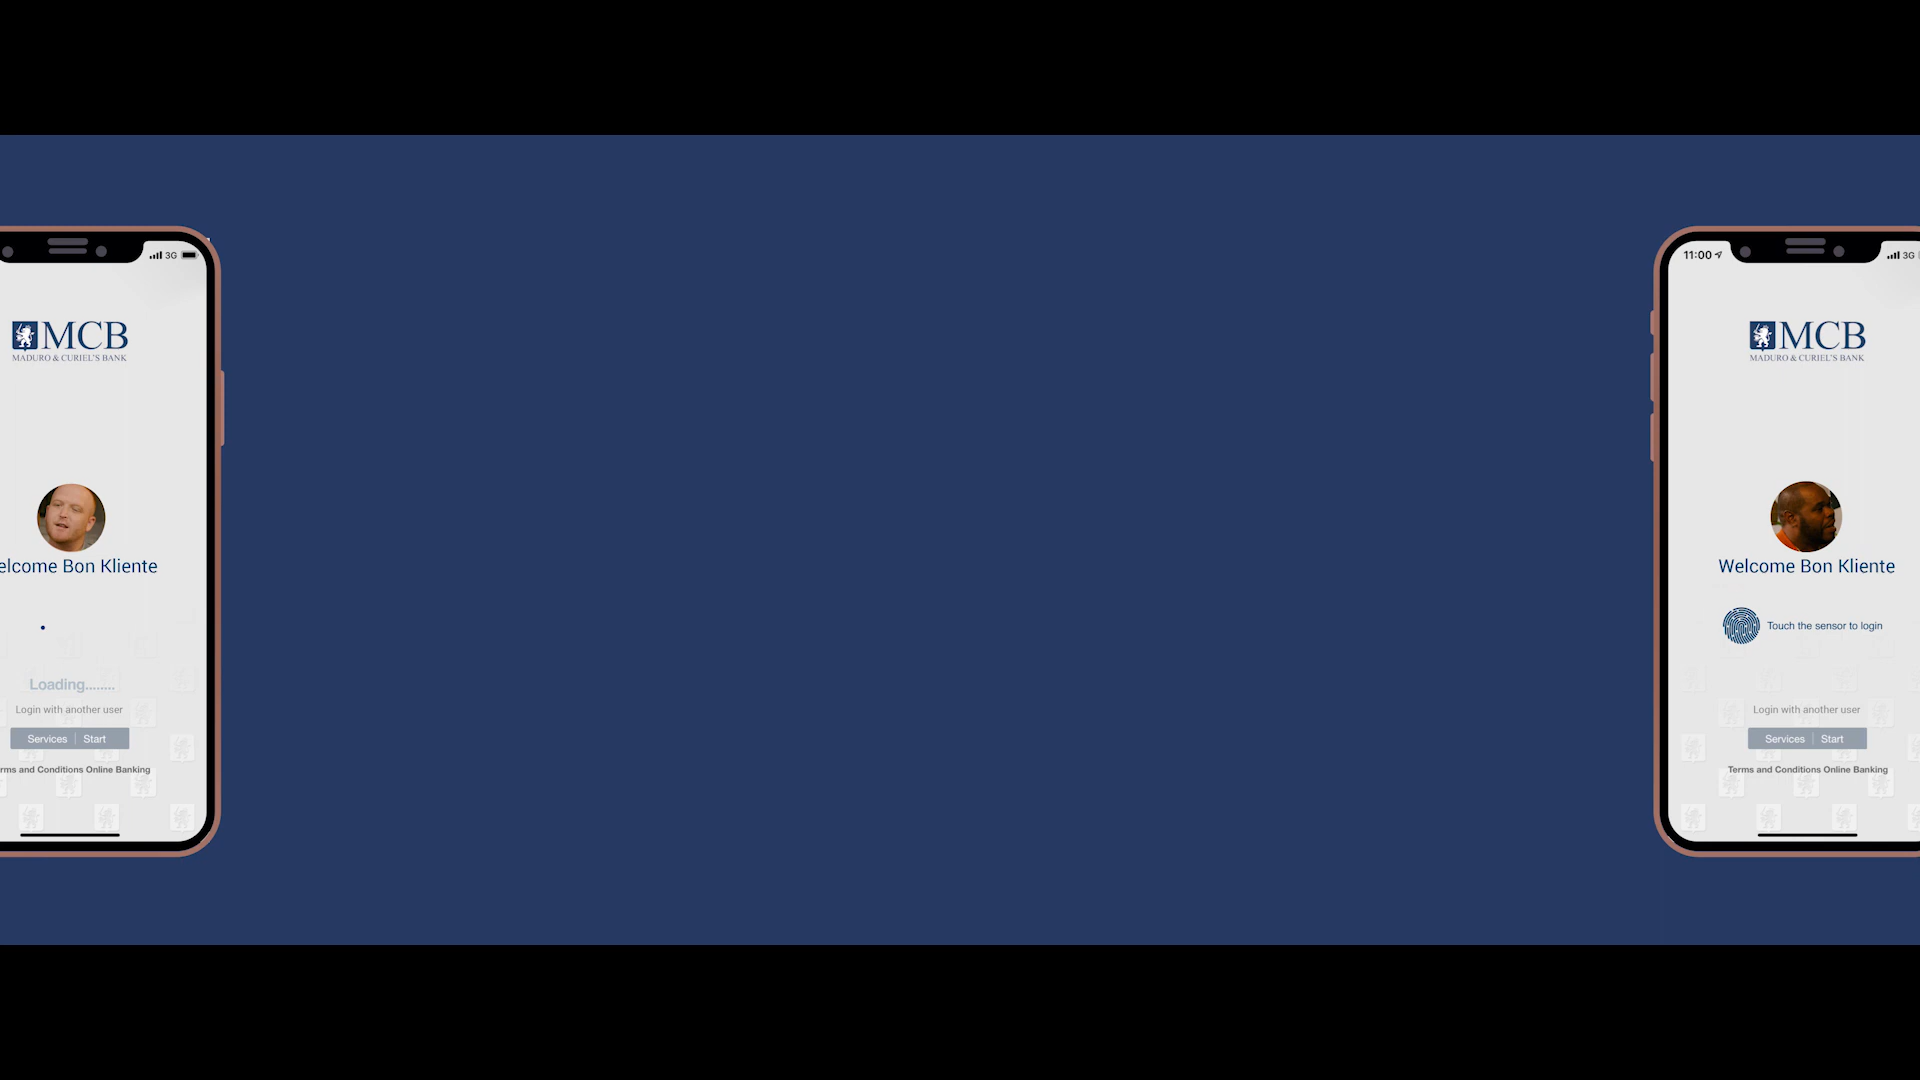 3G
MCB
MADURO & CURIEL'S BANK
elcome Bon Kliente
Loading........
Login with another user
Services | Start
rms and Conditions Online Banking
11:00
3G
MCB
MADURO & CURIEL'S BANK
Welcome Bon Kliente
Touch the sensor to login
Login with another user
Services | Start
Terms and Conditions Online Banking